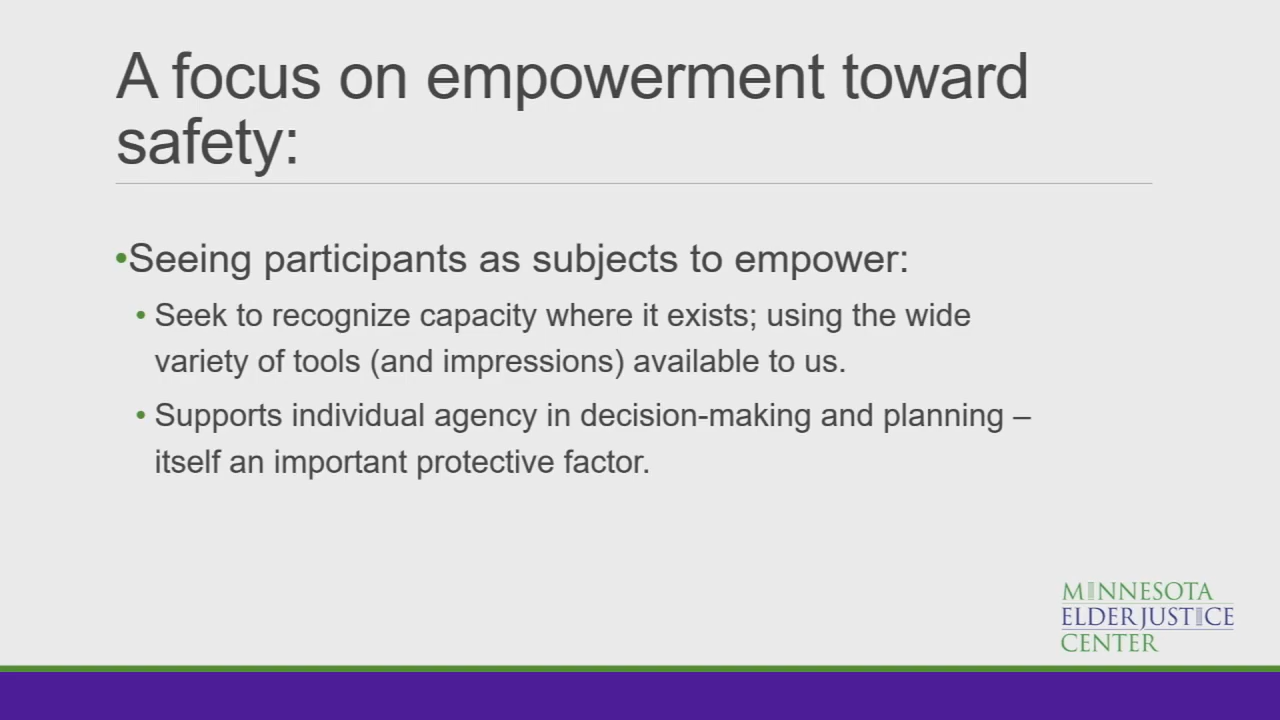 A focus on empowerment toward
safety:
•Seeing participants as subjects to empower:
• Seek to recognize capacity where it exists; using the wide
variety of tools (and impressions) available to us.
• Supports individual agency in decision-making and planning –
itself an important protective factor.
MINNESOTA
ELDER JUSTICE
CENTER